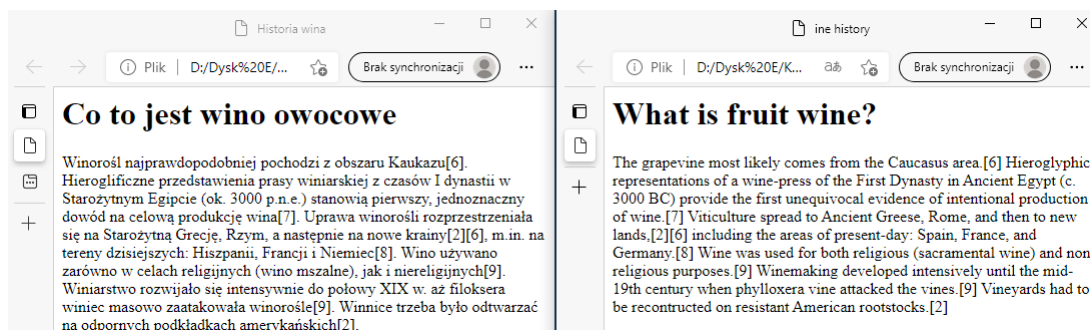 Historia wina
Plik
D:/Dysk%20E/...
Brak synchronizacji
Co to jest wino owocowe
Winorośl najprawdopodobniej pochodzi z obszaru Kaukazu[6].
Hieroglificzne przedstawienia prasy winiarskiej z czasów I dynastii w
Starożytnym Egipcie (ok. 3000 p.n.e.) stanowią pierwszy, jednoznaczny
dowód na celową produkcję wina[7]. Uprawa winorośli rozprzestrzeniała
się na Starożytną Grecję, Rzym, a następnie na nowe krainy[2][6], m.in. na
tereny dzisiejszych: Hiszpanii, Francji i Niemiec[8]. Wino używano
zarówno w celach religijnych (wino mszalne), jak i niereligijnych[9].
Winiarstwo rozwijało się intensywnie do połowy XIX w. aż filoksera
winiec masowo zaatakowała winorośle[9]. Winnice trzeba było odtwarzać
na odpornych podkładkach amerykańskich[2].
ine history
Plik
D:/Dysk%20E/K...
aあ
Brak synchronizacji
What is fruit wine?
The grapevine most likely comes from the Caucasus area.[6] Hieroglyphic
representations of a wine-press of the First Dynasty in Ancient Egypt (c.
3000 BC) provide the first unequivocal evidence of intentional production
of wine.[7] Viticulture spread to Ancient Greese, Rome, and then to new
lands,[2][6] including the areas of present-day: Spain, France, and
Germany.[8] Wine was used for both religious (sacramental wine) and non
religious purposes.[9] Winemaking developed intensively until the mid-
19th century when phylloxera vine attacked the vines.[9] Vineyards had to
be recontructed on resistant American rootstocks.[2]